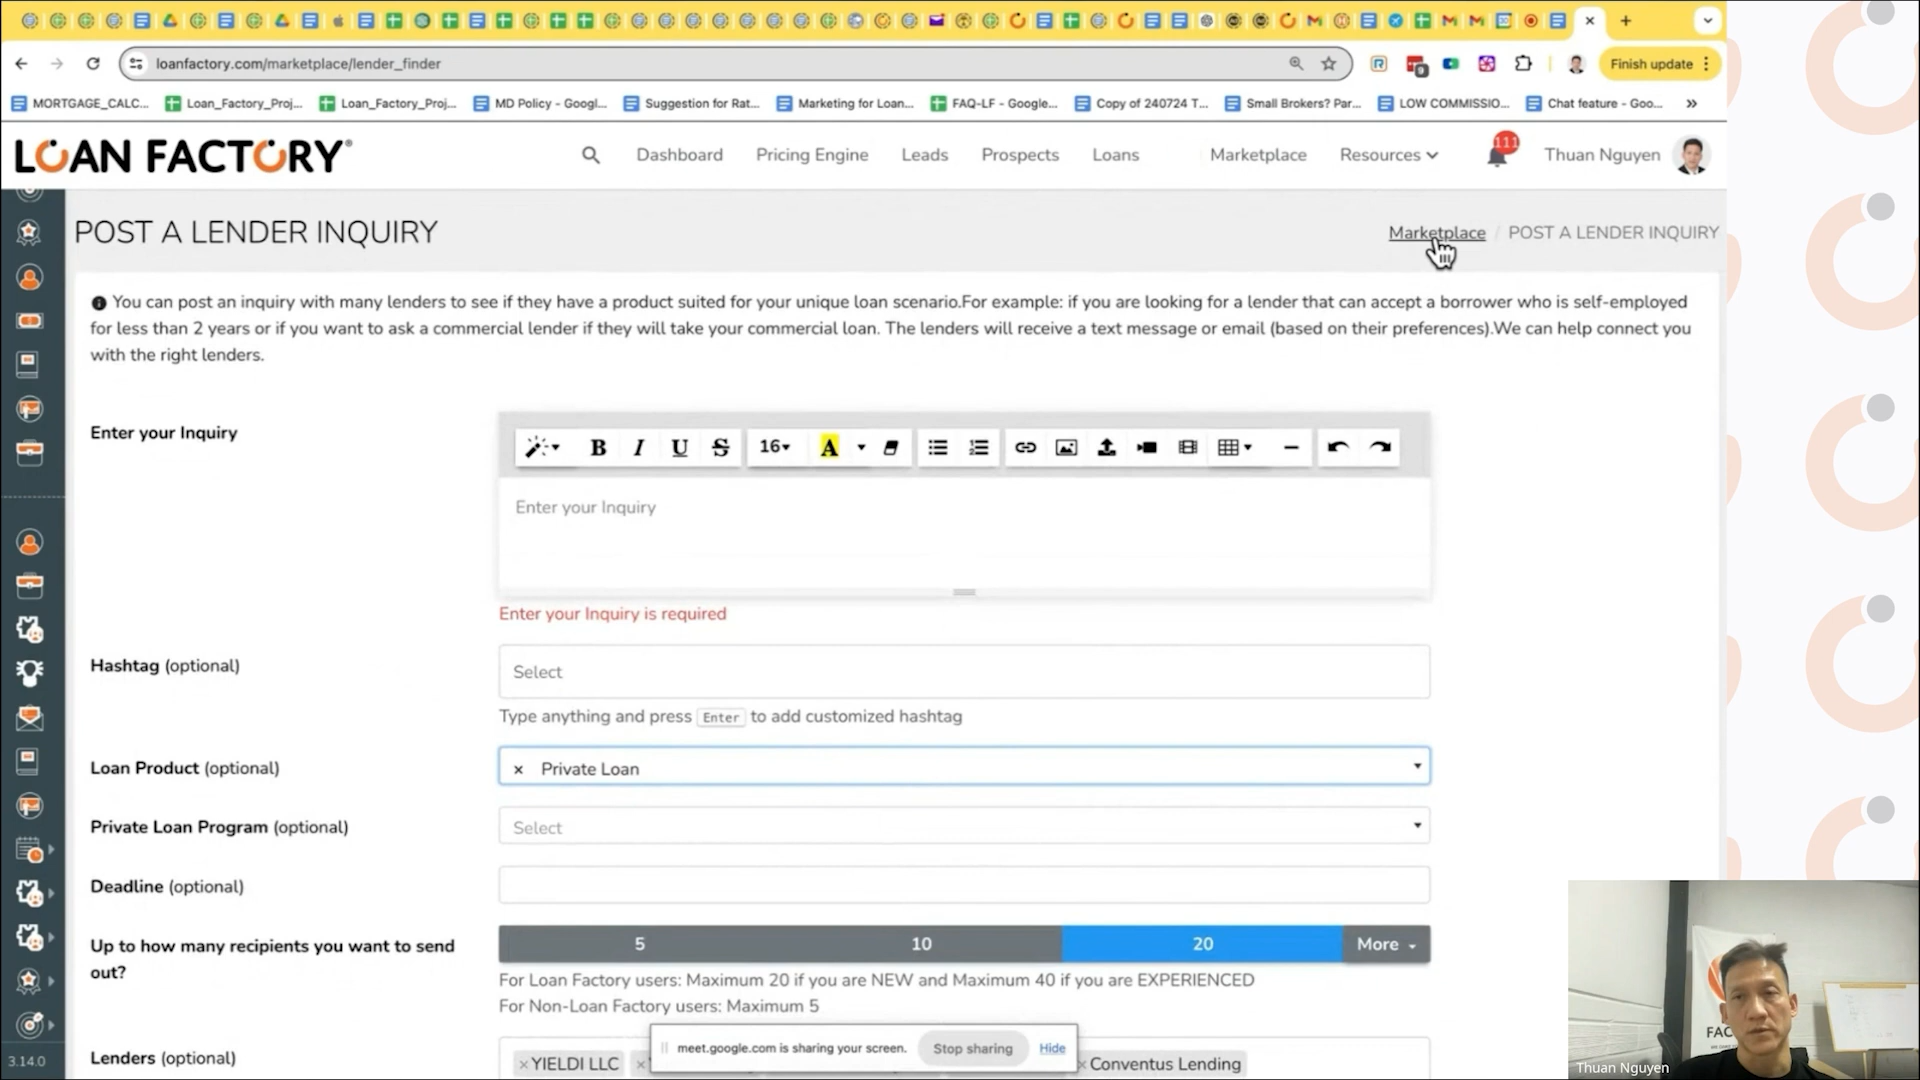 loanfactory.com/marketplace/lender_finder
Finish update
9
MORTGAGE_CALC...
Loan_Factory_Proj...
Loan_Factory_Proj...
MD Policy - Googl...
Suggestion for Rat...
Marketing for Loan...
FAQ-LF - Google...
Copy of 240724 T...
Small Brokers? Par...
LOW COMMISSIO...
Chat feature - Goo...
»
LOAN FACTORY®
Dashboard
Pricing Engine
Leads
Prospects
Loans
Marketplace
Resources
111
Thuan Nguyen
POST A LENDER INQUIRY
Marketplace / POST A LENDER INQUIRY
You can post an inquiry with many lenders to see if they have a product suited for your unique loan scenario.For example: if you are looking for a lender that can accept a borrower who is self-employed
for less than 2 years or if you want to ask a commercial lender if they will take your commercial loan. The lenders will receive a text message or email (based on their preferences).We can help connect you
with the right lenders.
Enter your Inquiry
B I U S 16 A
Enter your Inquiry
Enter your Inquiry is required
Hashtag (optional)
Select
Type anything and press Enter to add customized hashtag
Loan Product (optional)
× Private Loan
Private Loan Program (optional)
Select
Deadline (optional)
Up to how many recipients you want to send
out?
5
10
20
More
For Loan Factory users: Maximum 20 if you are NEW and Maximum 40 if you are EXPERIENCED
For Non-Loan Factory users: Maximum 5
Lenders (optional)
×YIELDI LLC
× Conventus Lending
meet.google.com is sharing your screen.
Stop sharing
Hide
3.14.0
FAC
Thuan Nguyen